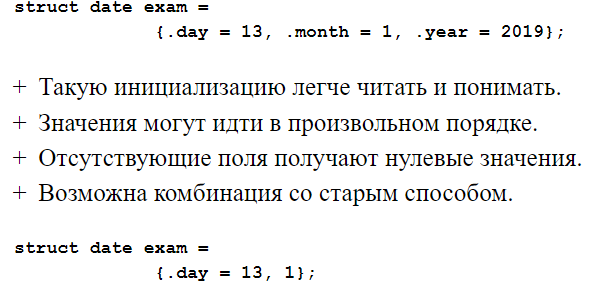 struct date exam =
{.day = 13, .month = 1, .year = 2019};
+ Такую инициализацию легче читать и понимать.
+ Значения могут идти в произвольном порядке.
+ Отсутствующие поля получают нулевые значения.
+ Возможна комбинация со старым способом.
struct date exam =
{.day = 13, 1};